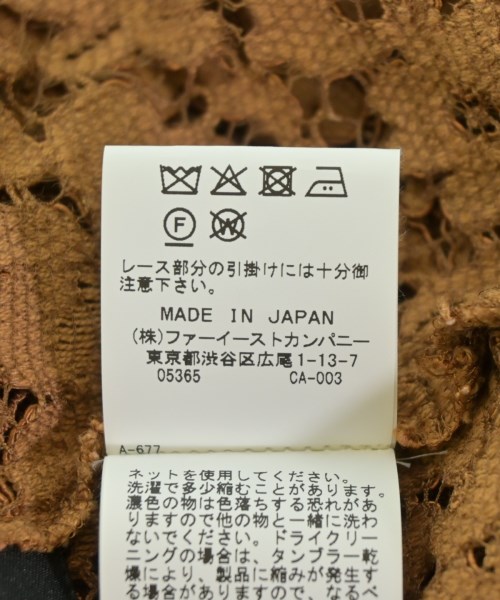 F W
レース部分の引掛けには十分御
注意下さい。
MADE IN JAPAN
(株)ファーイーストカンパニー
東京都渋谷区広尾1-13-7
05365 CA-003
A-677
ネットを使用してください。
洗濯で多少縮むことがあります。
濃色の物は色落ちする恐れがあ
りますので他の物と一緒に洗わ
ないでください。ドライクリー
ニングの場合は、タンブラー乾
燥により、製品に縮みが発生す
る場合がありますので、なるべ